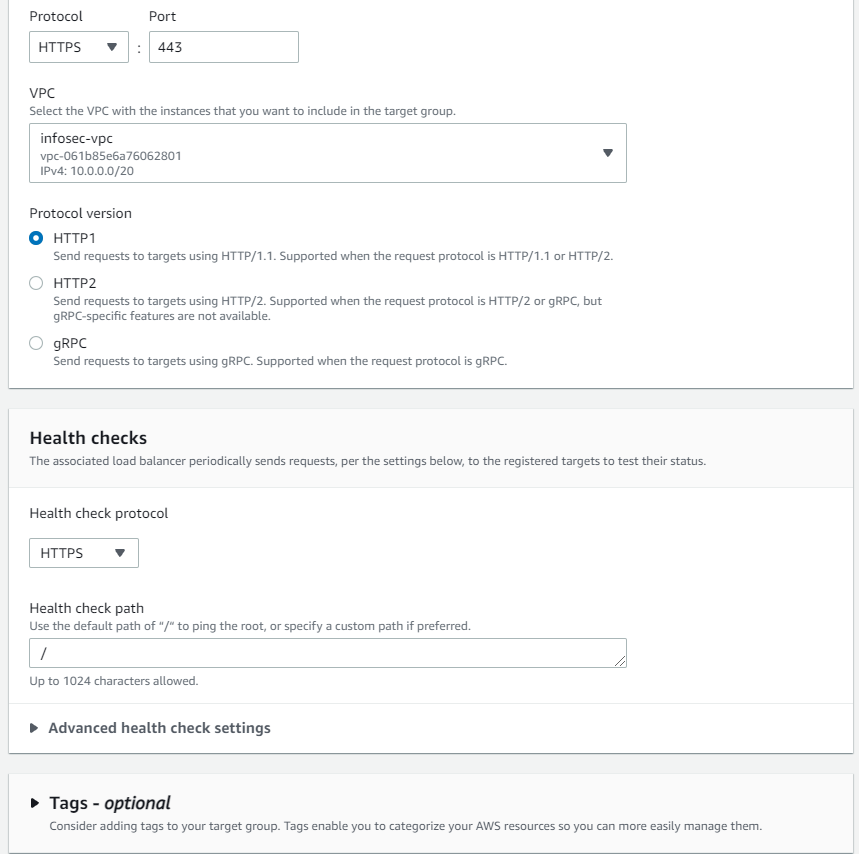 Protocol Port
HTTPS : 443
VPC
Select the VPC with the instances that you want to include in the target group.
infosec-vpc
vpc-061b85e6a76062801
IPv4: 10.0.0.0/20
Protocol version
HTTP1
Send requests to targets using HTTP/1.1. Supported when the request protocol is HTTP/1.1 or HTTP/2.
HTTP2
Send requests to targets using HTTP/2. Supported when the request protocol is HTTP/2 or gRPC, but
gRPC-specific features are not available.
gRPC
Send requests to targets using gRPC. Supported when the request protocol is gRPC.
Health checks
The associated load balancer periodically sends requests, per the settings below, to the registered targets to test their status.
Health check protocol
HTTPS
Health check path
Use the default path of "/" to ping the root, or specify a custom path if preferred.
/
Up to 1024 characters allowed.
Advanced health check settings
Tags - optional
Consider adding tags to your target group. Tags enable you to categorize your AWS resources so you can more easily manage them.